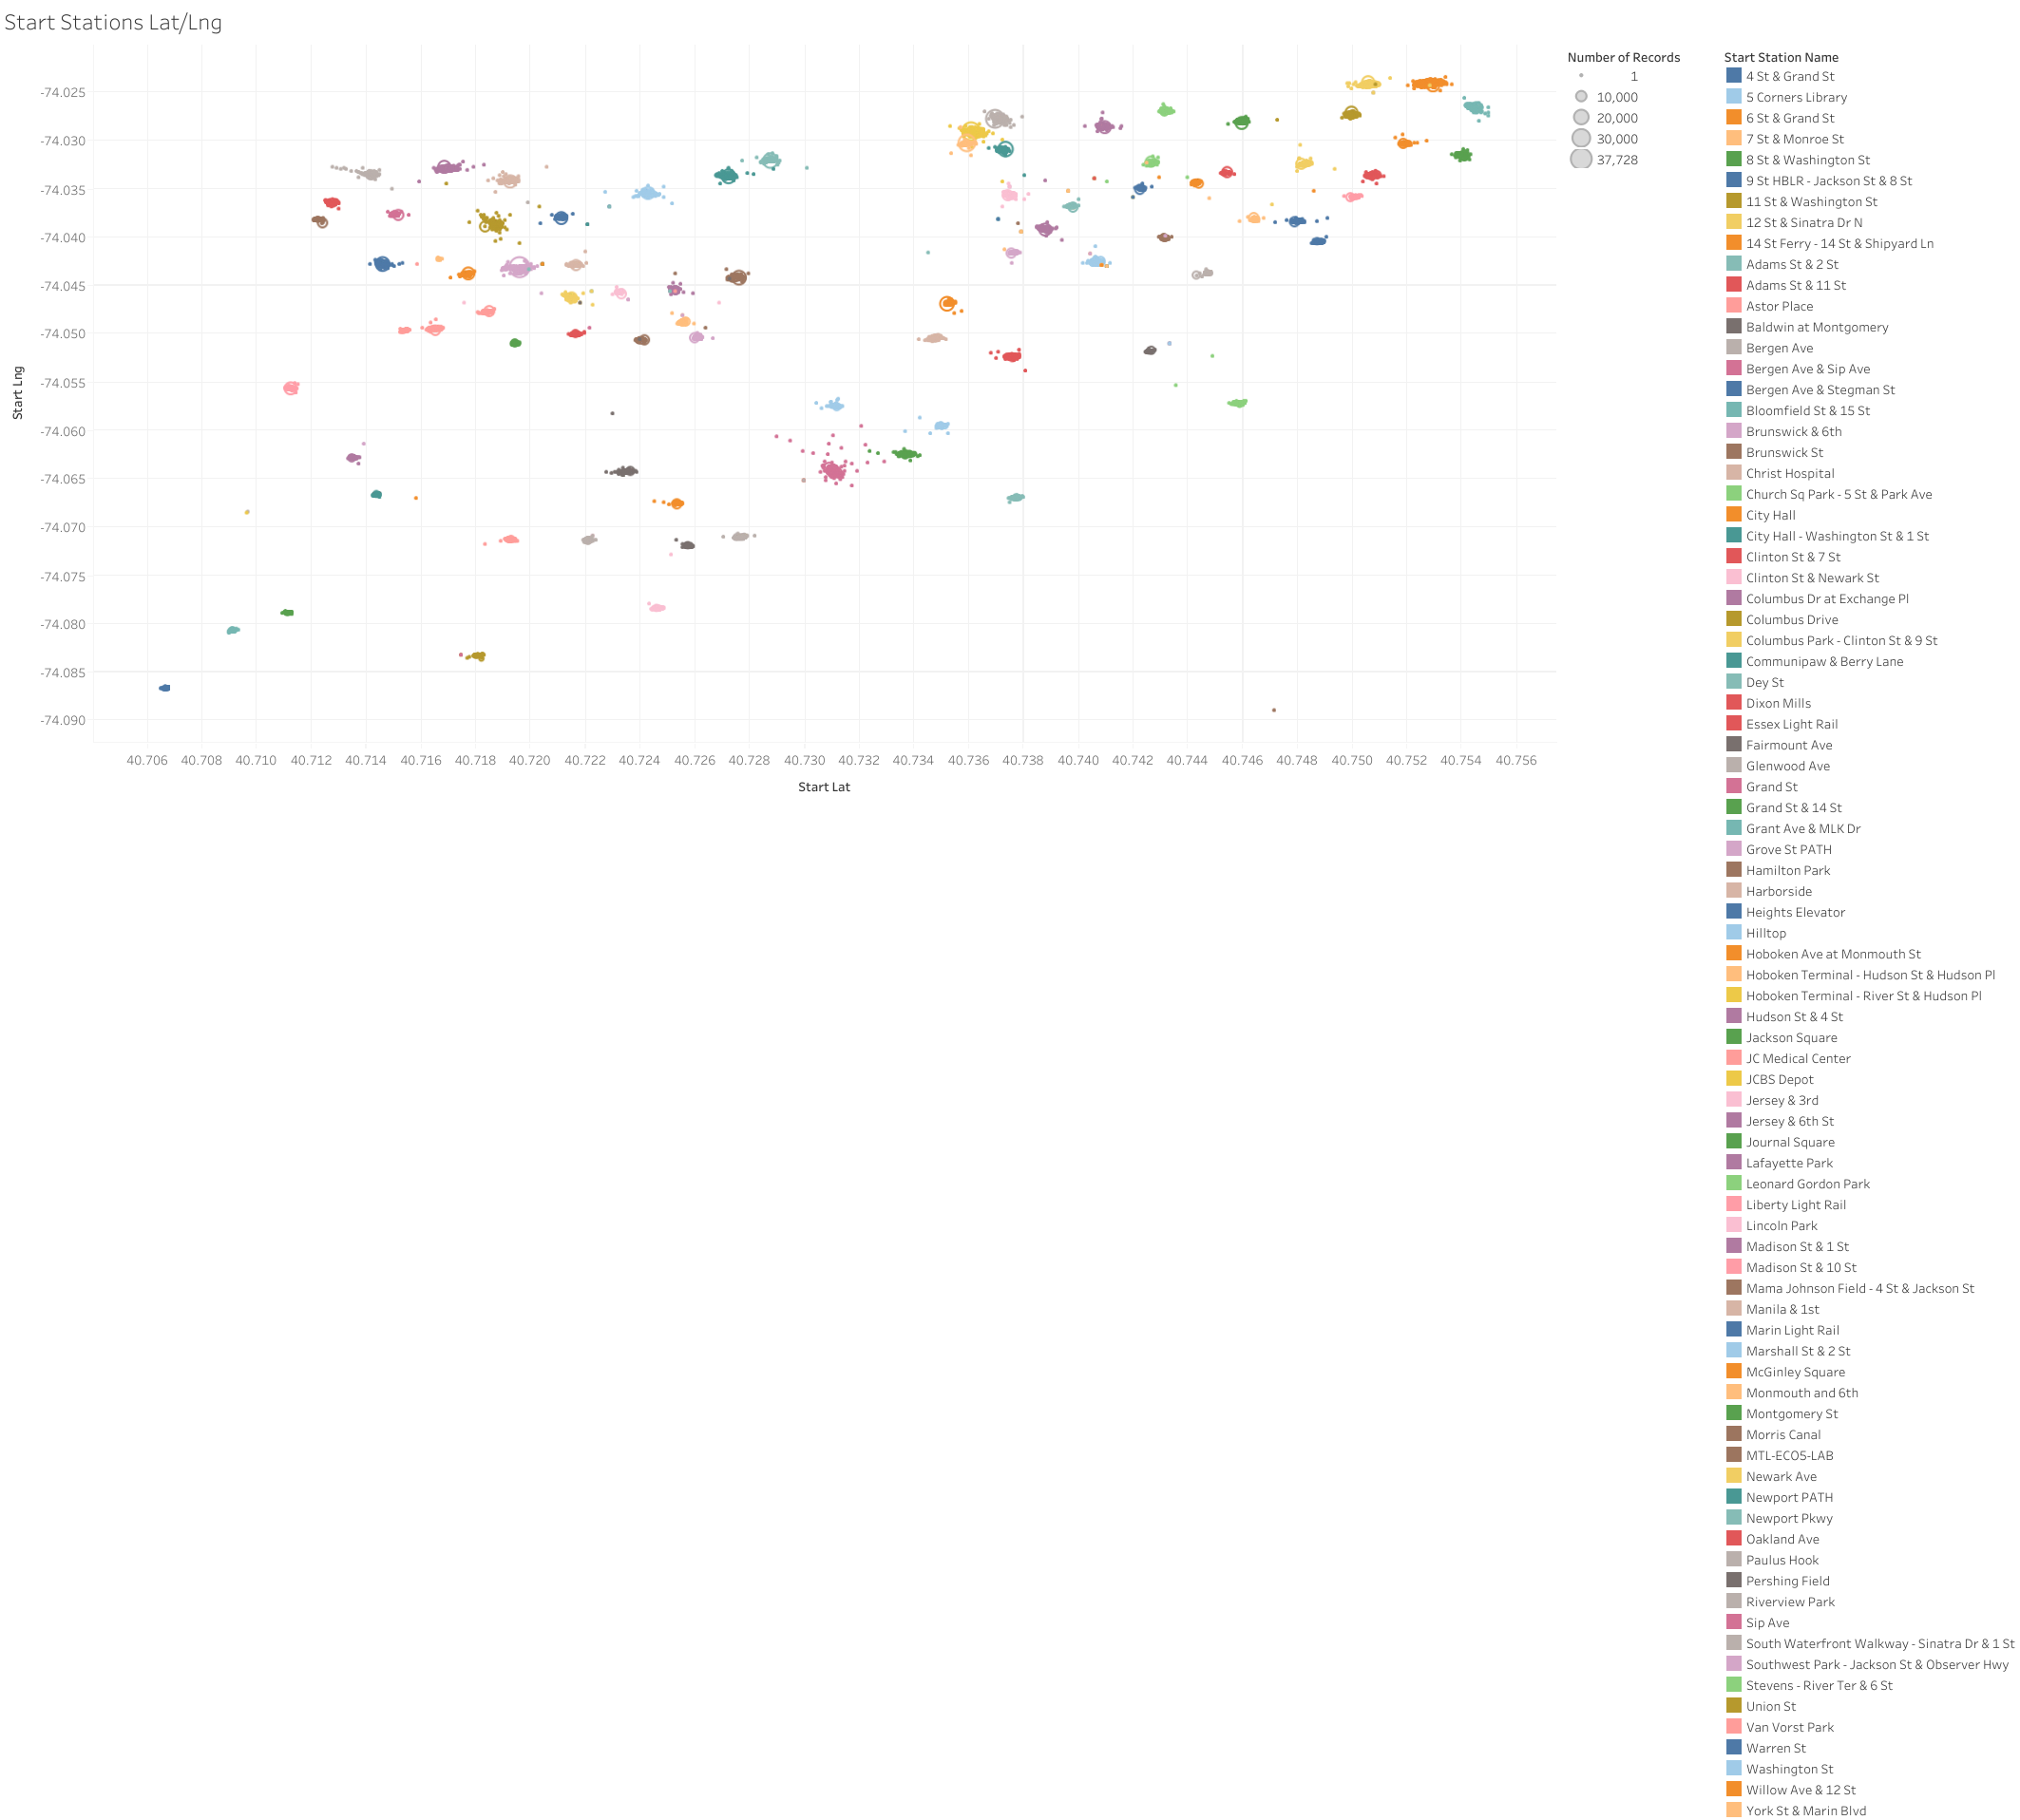 Start Stations Lat/Lng
Number of Records
1
10,000
20,000
30,000
37,728
Start Station Name
4 St & Grand St
5 Corners Library
6 St & Grand St
7 St & Monroe St
8 St & Washington St
9 St HBLR - Jackson St & 8 St
11 St & Washington St
12 St & Sinatra Dr N
14 St Ferry - 14 St & Shipyard Ln
Adams St & 2 St
Adams St & 11 St
Astor Place
Baldwin at Montgomery
Bergen Ave
Bergen Ave & Sip Ave
Bergen Ave & Stegman St
Bloomfield St & 15 St
Brunswick & 6th
Brunswick St
Christ Hospital
Church Sq Park - 5 St & Park Ave
City Hall
City Hall - Washington St & 1 St
Clinton St & 7 St
Clinton St & Newark St
Columbus Dr at Exchange Pl
Columbus Drive
Columbus Park - Clinton St & 9 St
Communipaw & Berry Lane
Dey St
Dixon Mills
Essex Light Rail
Fairmount Ave
Glenwood Ave
Grand St
Grand St & 14 St
Grant Ave & MLK Dr
Grove St PATH
Hamilton Park
Harborside
Heights Elevator
Hilltop
Hoboken Ave at Monmouth St
Hoboken Terminal - Hudson St & Hudson Pl
Hoboken Terminal - River St & Hudson Pl
Hudson St & 4 St
Jackson Square
JC Medical Center
JCBS Depot
Jersey & 3rd
Jersey & 6th St
Journal Square
Lafayette Park
Leonard Gordon Park
Liberty Light Rail
Lincoln Park
Madison St & 1 St
Madison St & 10 St
Mama Johnson Field - 4 St & Jackson St
Manila & 1st
Marin Light Rail
Marshall St & 2 St
McGinley Square
Monmouth and 6th
Montgomery St
Morris Canal
MTL-ECO5-LAB
Newark Ave
Newport PATH
Newport Pkwy
Oakland Ave
Paulus Hook
Pershing Field
Riverview Park
Sip Ave
South Waterfront Walkway - Sinatra Dr & 1 St
Southwest Park - Jackson St & Observer Hwy
Stevens - River Ter & 6 St
Union St
Van Vorst Park
Warren St
Washington St
Willow Ave & 12 St
York St & Marin Blvd
Start Lng
-74.025
-74.030
-74.035
-74.040
-74.045
-74.050
-74.055
-74.060
-74.065
-74.070
-74.075
-74.080
-74.085
-74.090
40.706 40.708 40.710 40.712 40.714 40.716 40.718 40.720 40.722 40.724 40.726 40.728 40.730 40.732 40.734 40.736 40.738 40.740 40.742 40.744 40.746 40.748 40.750 40.752 40.754 40.756
Start Lat